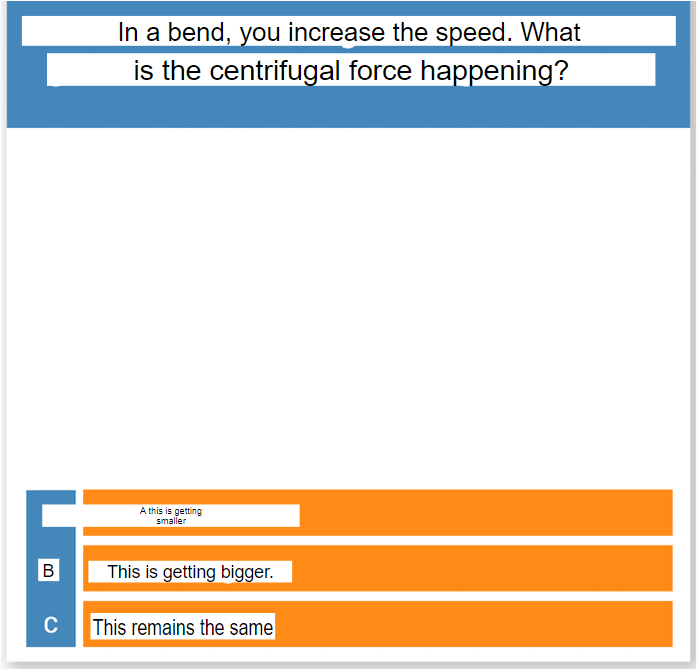 In a bend, you increase the speed. What
is the centrifugal force happening?
A this is getting
smaller
B This is getting bigger.
C This remains the same